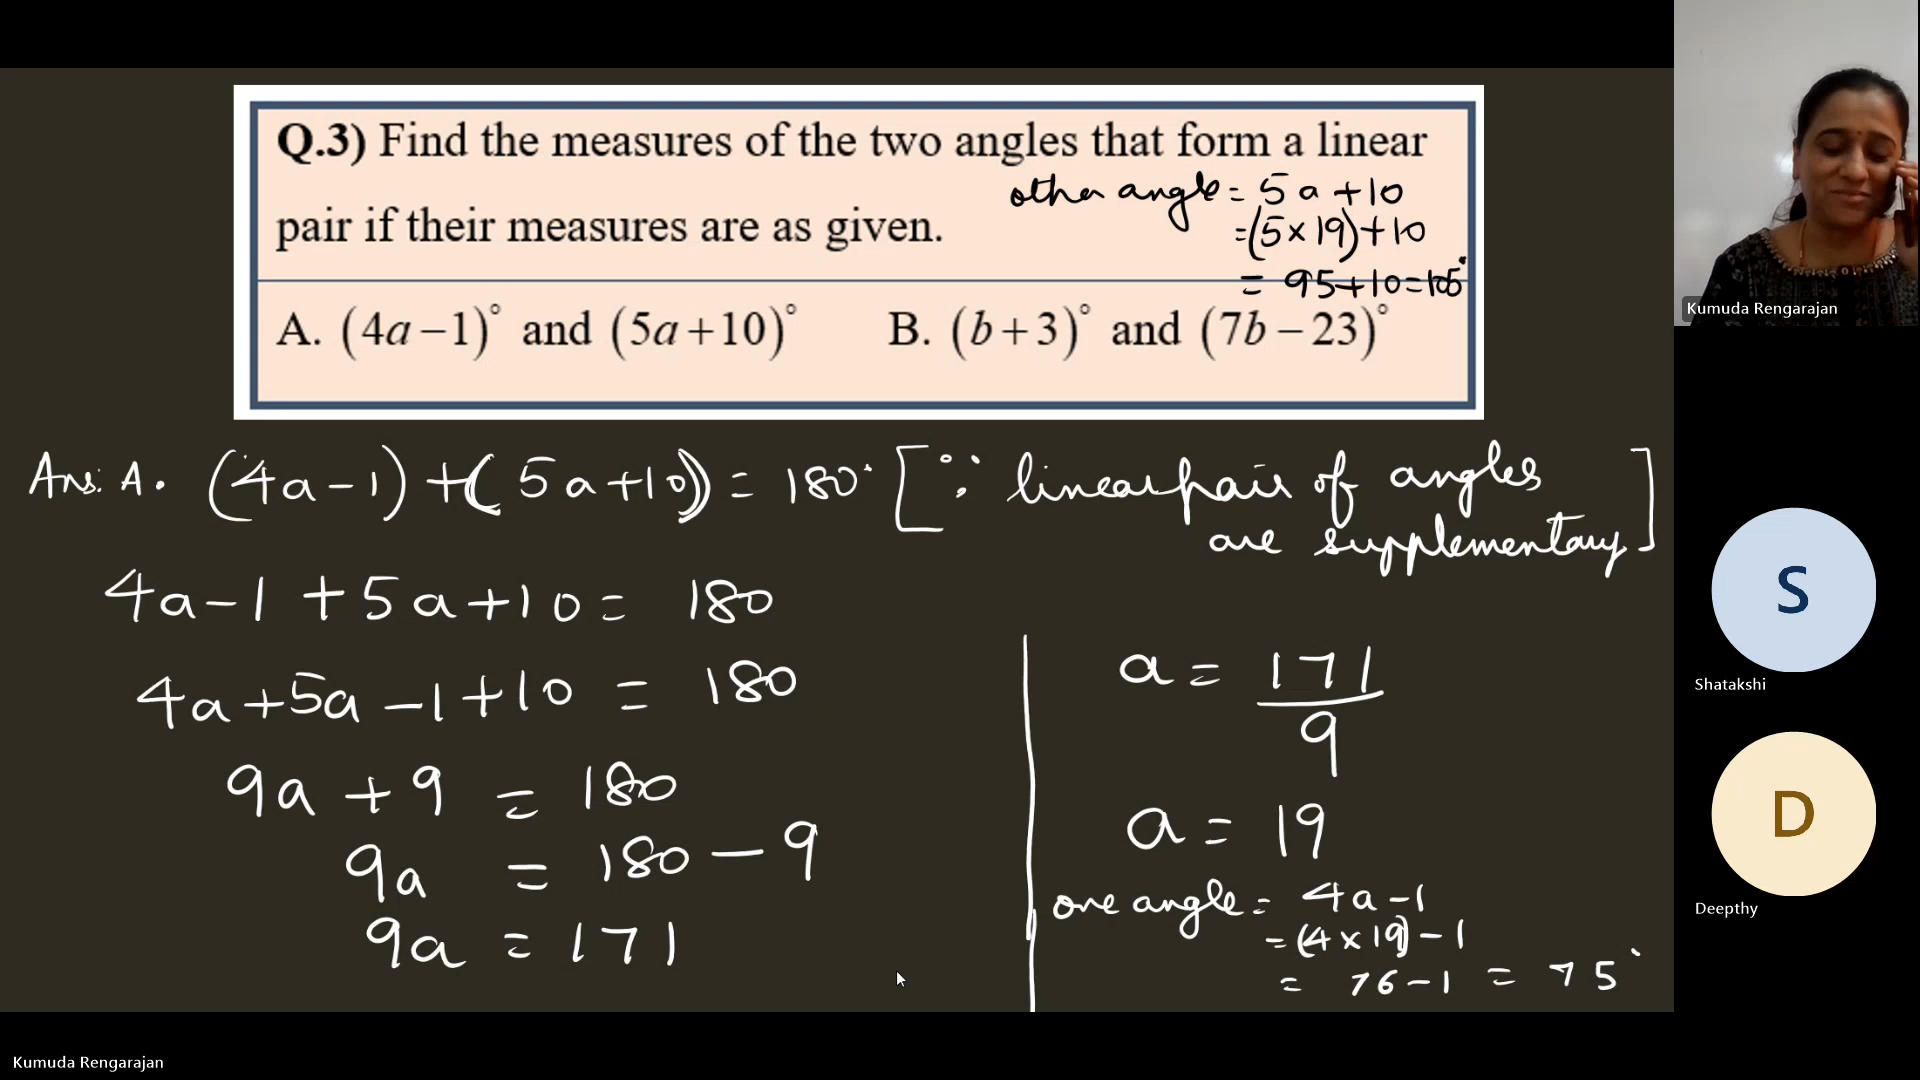 Q.3) Find the measures of the two angles that form a linear
pair if their measures are as given.
other angle = 5a+10
=(5×19)+10
= 95+10=105°
A. (4a−1)° and (5a+10)° B. (b+3)° and (7b−23)°
Ans: A. (4a-1)+(5a+10)=180° [∵ linear pair of angles
are supplementary]
4a-1+5a+10= 180
4a+5a-1+10 = 180
9a+9 = 180
9a = 180-9
9a = 171
a = 171/9
a = 19
one angle = 4a-1
=(4×19)-1
= 76-1 = 75°
Kumuda Rengarajan
S
Shatakshi
D
Deepthy
Kumuda Rengarajan